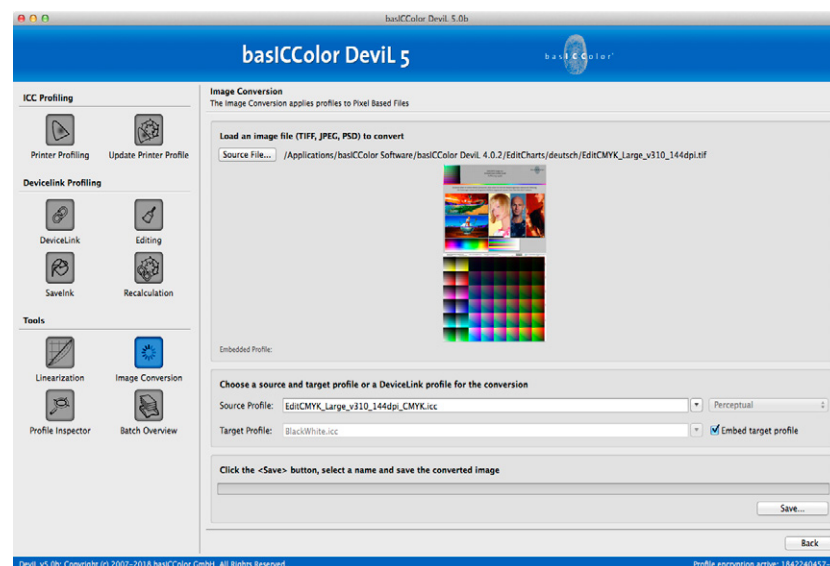 basICColor DeviL 5.0b
basICColor DeviL 5
basICColor
ICC Profiling
Printer Profiling
Update Printer Profile
Devicelink Profiling
DeviceLink
Editing
SaveInk
Recalculation
Tools
Linearization
Image Conversion
Profile Inspector
Batch Overview
Image Conversion
The Image Conversion applies profiles to Pixel Based Files
Load an image file (TIFF, JPEG, PSD) to convert
Source File... /Applications/basICColor Software/basICColor DeviL 4.0.2/EditCharts/deutsch/EditCMYK_Large_v310_144dpi.tif
Embedded Profile:
Choose a source and target profile or a DeviceLink profile for the conversion
Source Profile: EditCMYK_Large_v310_144dpi_CMYK.icc Perceptual
Target Profile: BlackWhite.icc Embed target profile
Click the <Save> button, select a name and save the converted image
Save...
Back
DeviL v5.0b: Copyright (c) 2007-2018 basICColor GmbH. All Rights Reserved
Profile encryption active: 1842240457-